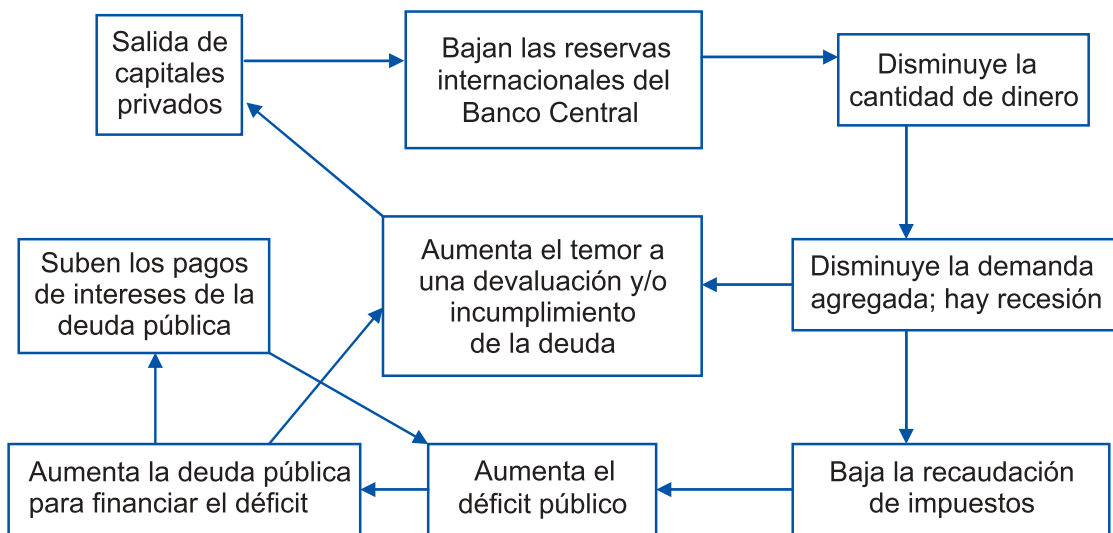 Salida de
capitales
privados
Bajan las reservas
internacionales del
Banco Central
Disminuye la
cantidad de dinero
Suben los pagos
de intereses de la
deuda pública
Aumenta el temor a
una devaluación y/o
incumplimiento
de la deuda
Disminuye la demanda
agregada; hay recesión
Aumenta la deuda pública
para financiar el déficit
Aumenta el
déficit público
Baja la recaudación
de impuestos